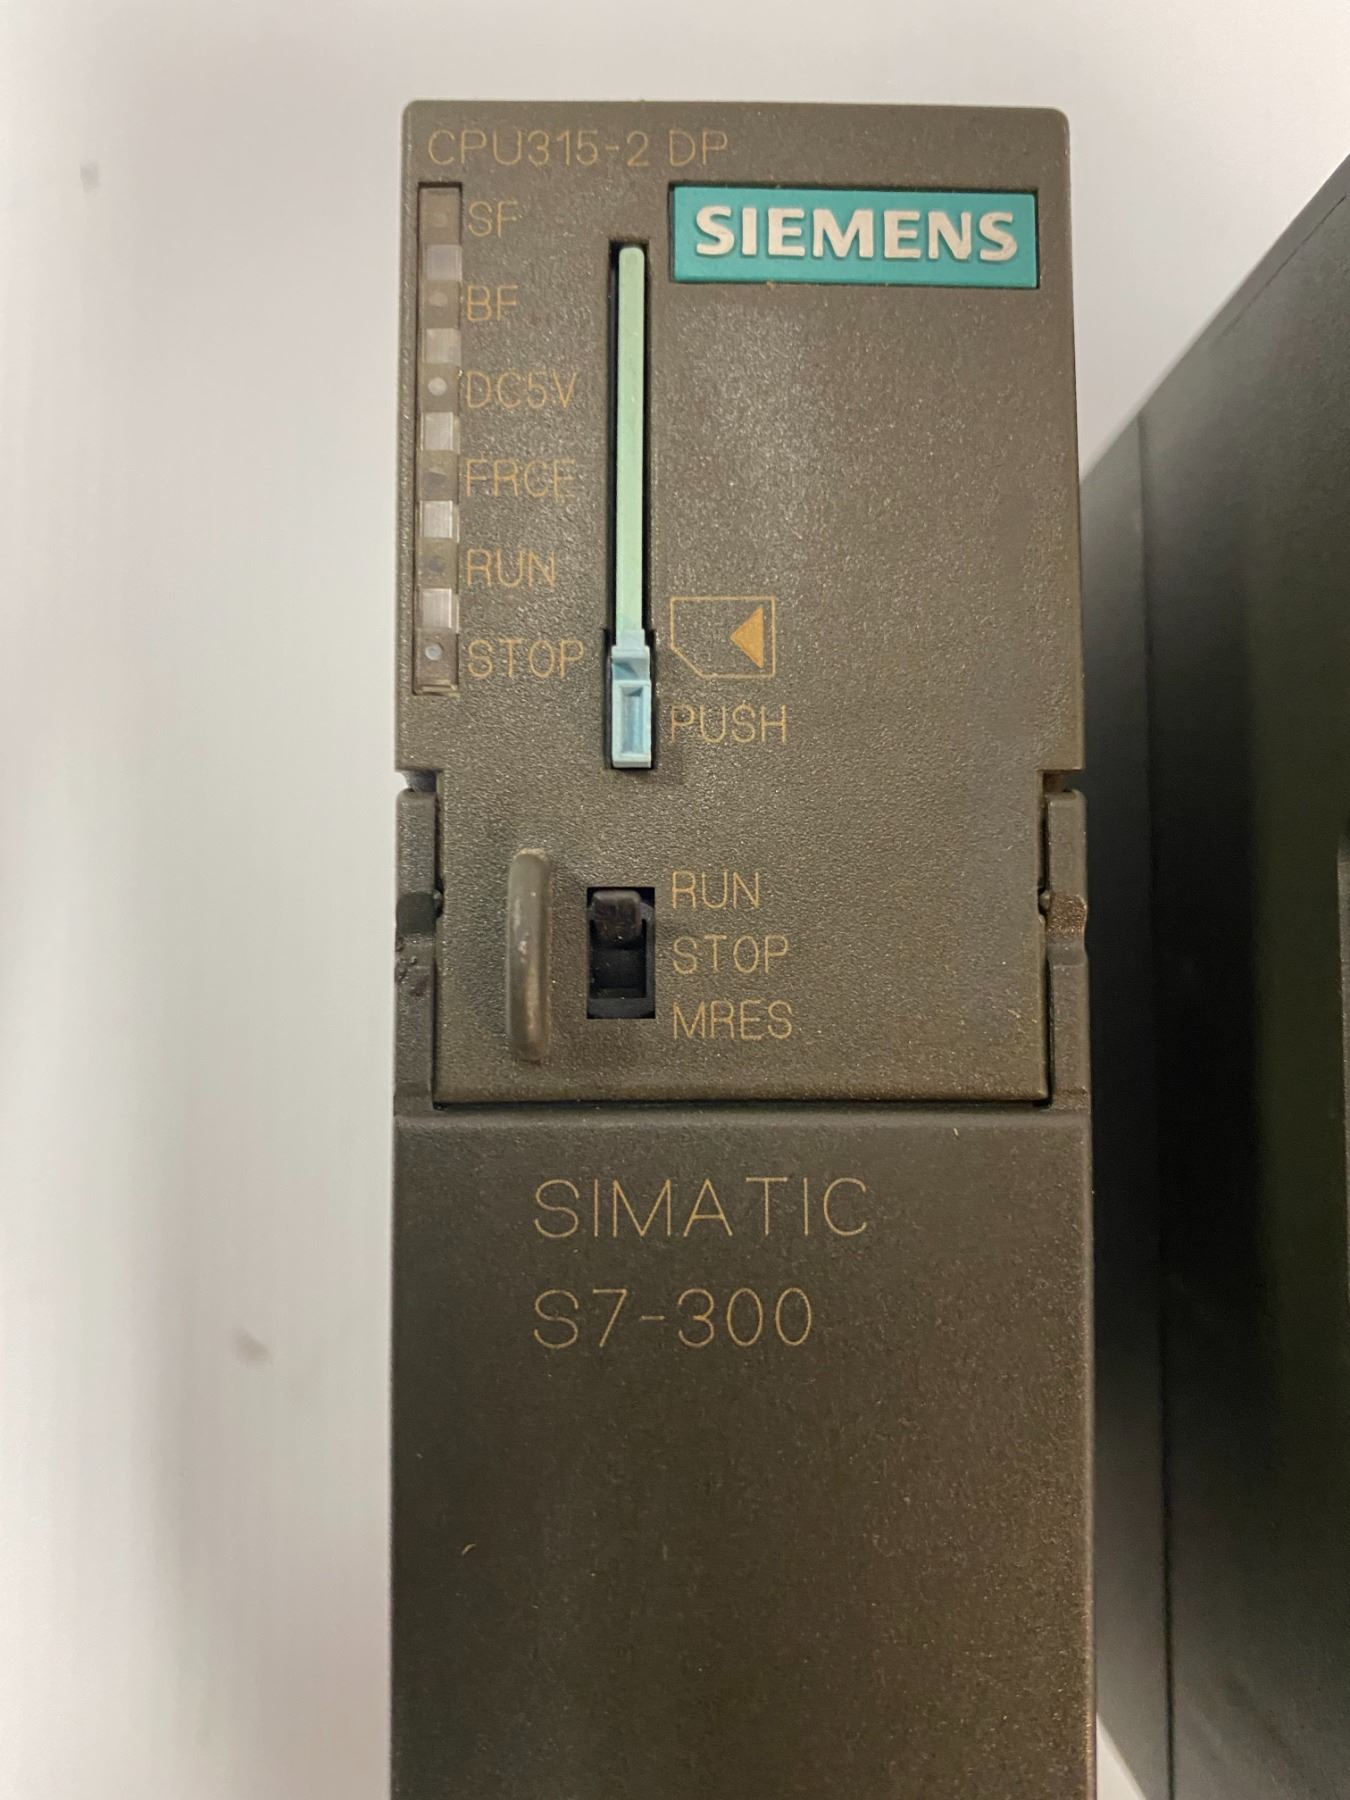 CPU315-2 DP
SIEMENS
SF
BF
DC5V
FRCE
RUN
STOP
PUSH
RUN
STOP
MRES
SIMATIC
S7-300